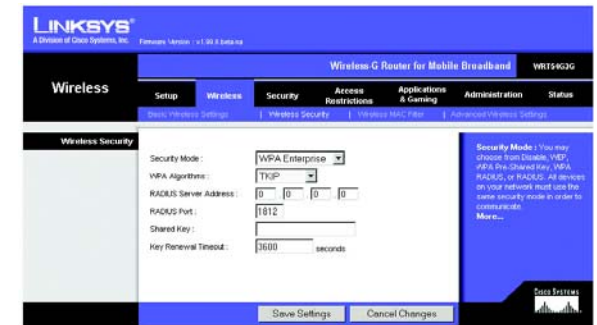 LINKSYS®
A Division of Cisco Systems, Inc.
Firmware Version : v1.99.8
Wireless-G Router for Mobile Broadband
WRT54G3G
Wireless
Setup
Wireless
Security
Access Restrictions
Applications & Gaming
Administration
Status
Basic Wireless Settings | Wireless Security | Wireless MAC Filter | Advanced Wireless Settings
Wireless Security
Security Mode : WPA Enterprise
WPA Algorithms : TKIP
RADIUS Server Address : 0 . 0 . 0 . 0
RADIUS Port : 1812
Shared Key :
Key Renewal Timeout : 3600 seconds
Security Mode : You may
choose from Disable, WEP,
WPA Pre-Shared Key, WPA
RADIUS, or RADIUS. All devices
on your network must use the
same security mode in order to
communicate.
More...
CISCO SYSTEMS
Save Settings
Cancel Changes